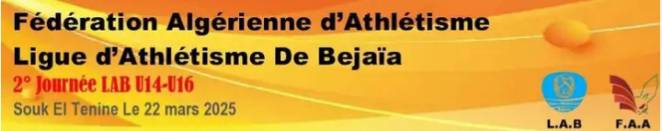 Fédération Algérienne d'Athlétisme
Ligue d'Athlétisme De Bejaïa
2° Journée LAB U14-U16
Souk El Tenine Le 22 mars 2025
L.A.B F.A.A